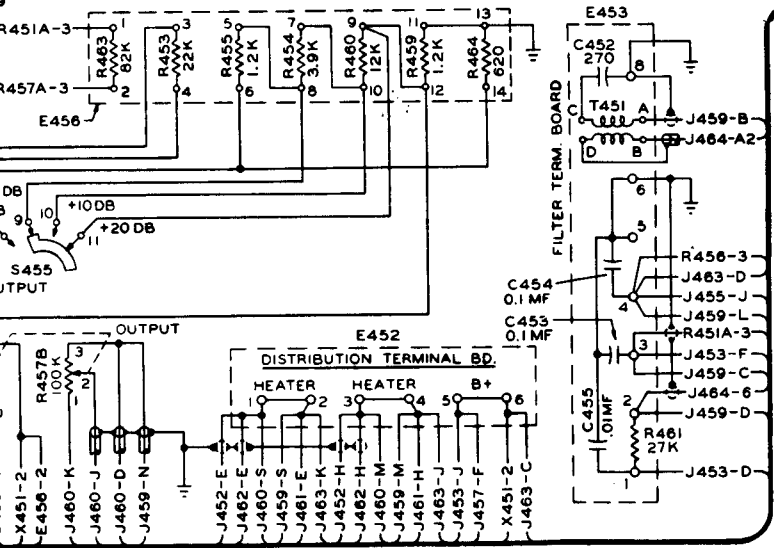 R451A-3
R457A-3
E456
1
R463
82K
2
3
R453
22K
4
5
R455
1.2K
6
7
R454
3.9K
8
9
R460
12K
10
11
R459
1.2K
12
13
R464
620
14
DB
9
10
+10DB
11
+20DB
S455
UTPUT
OUTPUT
R457B
100K
3
2
1
X451-2
E456-2
J460-K
J460-J
J460-D
J459-N
E452
DISTRIBUTION TERMINAL BD.
HEATER
1
2
HEATER
3
4
B+
5
6
J452-E
J462-E
J460-S
J459-S
J461-E
J463-K
J452-H
J462-H
J460-M
J459-M
J461-H
J463-J
J453-J
J457-F
X451-2
J463-C
E453
FILTER TERM. BOARD
C452
270
8
C
T451
A
J459-B
D
B
J464-A2
6
5
C454
0.1 MF
4
R456-3
J463-D
J455-J
J459-L
C453
0.1 MF
3
R451A-3
J453-F
J459-C
C455
.01MF
2
J464-6
J459-D
R461
27K
1
J453-D